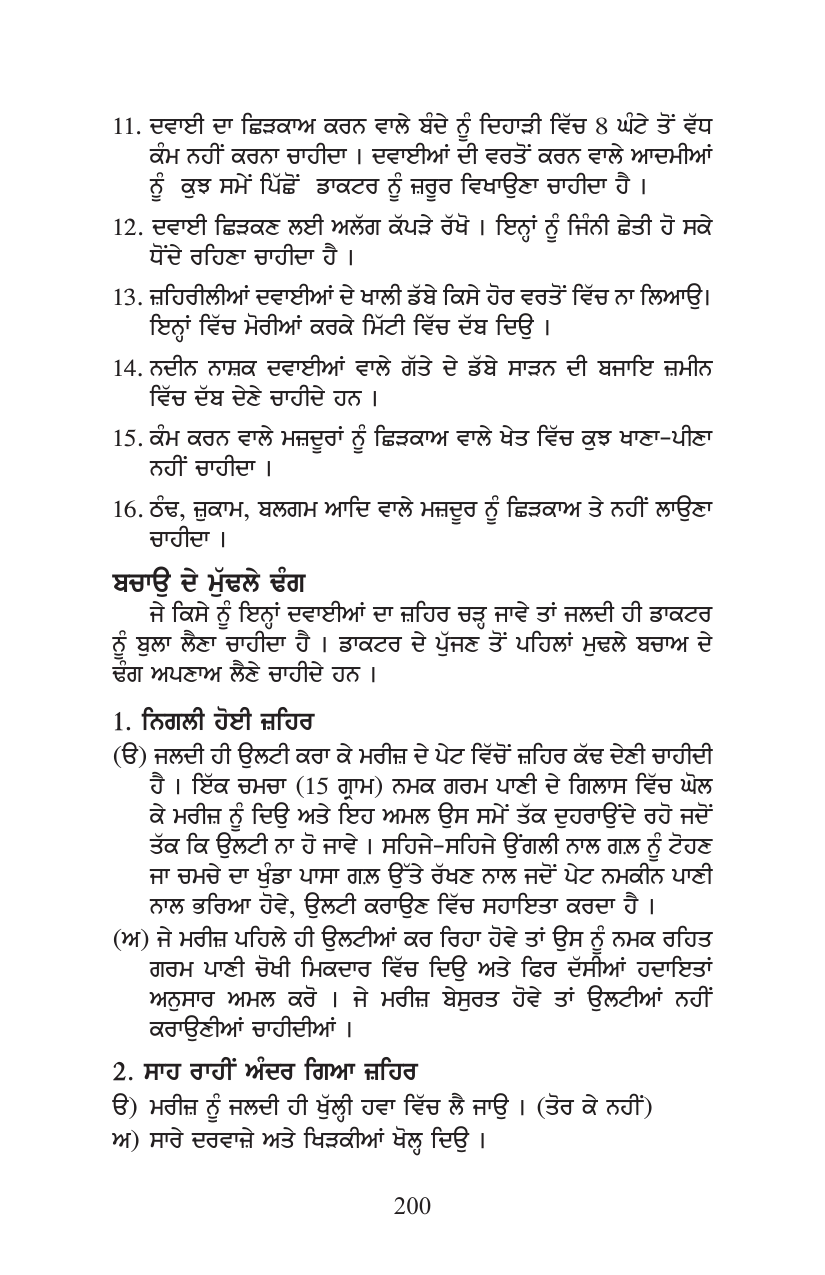 11. ਦਵਾਈ ਦਾ ਛਿੜਕਾਅ ਕਰਨ ਵਾਲੇ ਬੰਦੇ ਨੂੰ ਦਿਹਾੜੀ ਵਿੱਚ 8 ਘੰਟੇ ਤੋਂ ਵੱਧ
ਕੰਮ ਨਹੀਂ ਕਰਨਾ ਚਾਹੀਦਾ । ਦਵਾਈਆਂ ਦੀ ਵਰਤੋਂ ਕਰਨ ਵਾਲੇ ਆਦਮੀਆਂ
ਨੂੰ ਕੁਝ ਸਮੇਂ ਪਿੱਛੋਂ ਡਾਕਟਰ ਨੂੰ ਜ਼ਰੂਰ ਵਿਖਾਉਣਾ ਚਾਹੀਦਾ ਹੈ ।
12. ਦਵਾਈ ਛਿੜਕਣ ਲਈ ਅਲੱਗ ਕੱਪੜੇ ਰੱਖੋ । ਇਨ੍ਹਾਂ ਨੂੰ ਜਿੰਨੀ ਛੇਤੀ ਹੋ ਸਕੇ
ਧੋਂਦੇ ਰਹਿਣਾ ਚਾਹੀਦਾ ਹੈ ।
13. ਜ਼ਹਿਰੀਲੀਆਂ ਦਵਾਈਆਂ ਦੇ ਖਾਲੀ ਡੱਬੇ ਕਿਸੇ ਹੋਰ ਵਰਤੋਂ ਵਿੱਚ ਨਾ ਲਿਆਉ।
ਇਨ੍ਹਾਂ ਵਿੱਚ ਮੋਰੀਆਂ ਕਰਕੇ ਮਿੱਟੀ ਵਿੱਚ ਦੱਬ ਦਿਉ ।
14. ਨਦੀਨ ਨਾਸ਼ਕ ਦਵਾਈਆਂ ਵਾਲੇ ਗੱਤੇ ਦੇ ਡੱਬੇ ਸਾੜਨ ਦੀ ਬਜਾਇ ਜ਼ਮੀਨ
ਵਿੱਚ ਦੱਬ ਦੇਣੇ ਚਾਹੀਦੇ ਹਨ ।
15. ਕੰਮ ਕਰਨ ਵਾਲੇ ਮਜ਼ਦੂਰਾਂ ਨੂੰ ਛਿੜਕਾਅ ਵਾਲੇ ਖੇਤ ਵਿੱਚ ਕੁਝ ਖਾਣਾ-ਪੀਣਾ
ਨਹੀਂ ਚਾਹੀਦਾ ।
16. ਠੰਢ, ਜ਼ੁਕਾਮ, ਬਲਗਮ ਆਦਿ ਵਾਲੇ ਮਜ਼ਦੂਰ ਨੂੰ ਛਿੜਕਾਅ ਤੇ ਨਹੀਂ ਲਾਉਣਾ
ਚਾਹੀਦਾ ।
ਬਚਾਉ ਦੇ ਮੁੱਢਲੇ ਢੰਗ
ਜੇ ਕਿਸੇ ਨੂੰ ਇਨ੍ਹਾਂ ਦਵਾਈਆਂ ਦਾ ਜ਼ਹਿਰ ਚੜ੍ਹ ਜਾਵੇ ਤਾਂ ਜਲਦੀ ਹੀ ਡਾਕਟਰ
ਨੂੰ ਬੁਲਾ ਲੈਣਾ ਚਾਹੀਦਾ ਹੈ । ਡਾਕਟਰ ਦੇ ਪੁੱਜਣ ਤੋਂ ਪਹਿਲਾਂ ਮੁਢਲੇ ਬਚਾਅ ਦੇ
ਢੰਗ ਅਪਣਾਅ ਲੈਣੇ ਚਾਹੀਦੇ ਹਨ ।
1. ਨਿਗਲੀ ਹੋਈ ਜ਼ਹਿਰ
(ੳ) ਜਲਦੀ ਹੀ ਉਲਟੀ ਕਰਾ ਕੇ ਮਰੀਜ਼ ਦੇ ਪੇਟ ਵਿੱਚੋਂ ਜ਼ਹਿਰ ਕੱਢ ਦੇਣੀ ਚਾਹੀਦੀ
ਹੈ । ਇੱਕ ਚਮਚਾ (15 ਗ੍ਰਾਮ) ਨਮਕ ਗਰਮ ਪਾਣੀ ਦੇ ਗਿਲਾਸ ਵਿੱਚ ਘੋਲ
ਕੇ ਮਰੀਜ਼ ਨੂੰ ਦਿਉ ਅਤੇ ਇਹ ਅਮਲ ਉਸ ਸਮੇਂ ਤੱਕ ਦੁਹਰਾਉਂਦੇ ਰਹੋ ਜਦੋਂ
ਤੱਕ ਕਿ ਉਲਟੀ ਨਾ ਹੋ ਜਾਵੇ । ਸਹਿਜੇ-ਸਹਿਜੇ ਉਂਗਲੀ ਨਾਲ ਗਲ਼ ਨੂੰ ਟੋਹਣ
ਜਾ ਚਮਚੇ ਦਾ ਖੁੰਡਾ ਪਾਸਾ ਗਲ਼ ਉੱਤੇ ਰੱਖਣ ਨਾਲ ਜਦੋਂ ਪੇਟ ਨਮਕੀਨ ਪਾਣੀ
ਨਾਲ ਭਰਿਆ ਹੋਵੇ, ਉਲਟੀ ਕਰਾਉਣ ਵਿੱਚ ਸਹਾਇਤਾ ਕਰਦਾ ਹੈ ।
(ਅ) ਜੇ ਮਰੀਜ਼ ਪਹਿਲੇ ਹੀ ਉਲਟੀਆਂ ਕਰ ਰਿਹਾ ਹੋਵੇ ਤਾਂ ਉਸ ਨੂੰ ਨਮਕ ਰਹਿਤ
ਗਰਮ ਪਾਣੀ ਚੋਖੀ ਮਿਕਦਾਰ ਵਿੱਚ ਦਿਉ ਅਤੇ ਫਿਰ ਦੱਸੀਆਂ ਹਦਾਇਤਾਂ
ਅਨੁਸਾਰ ਅਮਲ ਕਰੋ । ਜੇ ਮਰੀਜ਼ ਬੇਸੁਰਤ ਹੋਵੇ ਤਾਂ ਉਲਟੀਆਂ ਨਹੀਂ
ਕਰਾਉਣੀਆਂ ਚਾਹੀਦੀਆਂ ।
2. ਸਾਹ ਰਾਹੀਂ ਅੰਦਰ ਗਿਆ ਜ਼ਹਿਰ
ੳ) ਮਰੀਜ਼ ਨੂੰ ਜਲਦੀ ਹੀ ਖੁੱਲ੍ਹੀ ਹਵਾ ਵਿੱਚ ਲੈ ਜਾਉ । (ਤੋਰ ਕੇ ਨਹੀਂ)
ਅ) ਸਾਰੇ ਦਰਵਾਜ਼ੇ ਅਤੇ ਖਿੜਕੀਆਂ ਖੋਲ੍ਹ ਦਿਉ ।
200